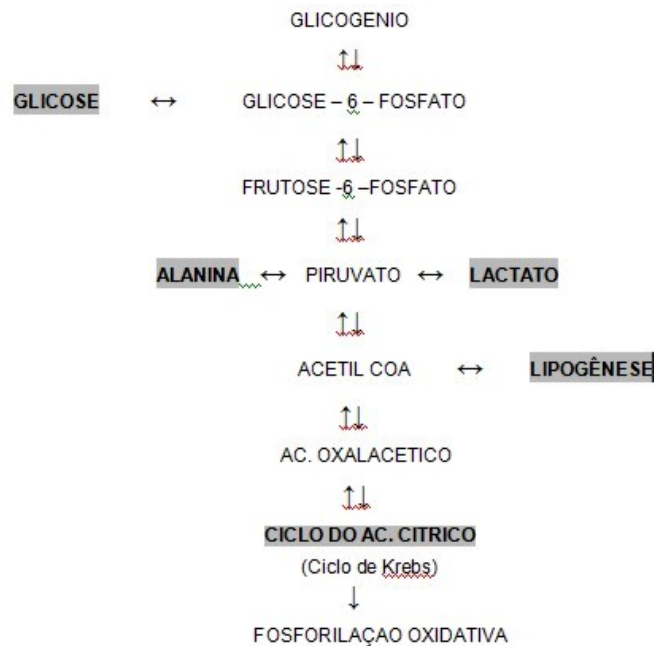 GLICOGENIO
↑↓
GLICOSE ↔ GLICOSE – 6 – FOSFATO
↑↓
FRUTOSE -6 –FOSFATO
↑↓
ALANINA ↔ PIRUVATO ↔ LACTATO
↑↓
ACETIL COA ↔ LIPOGÊNESE
↑↓
AC. OXALACETICO
↑↓
CICLO DO AC. CITRICO
(Ciclo de Krebs)
↓
FOSFORILAÇAO OXIDATIVA